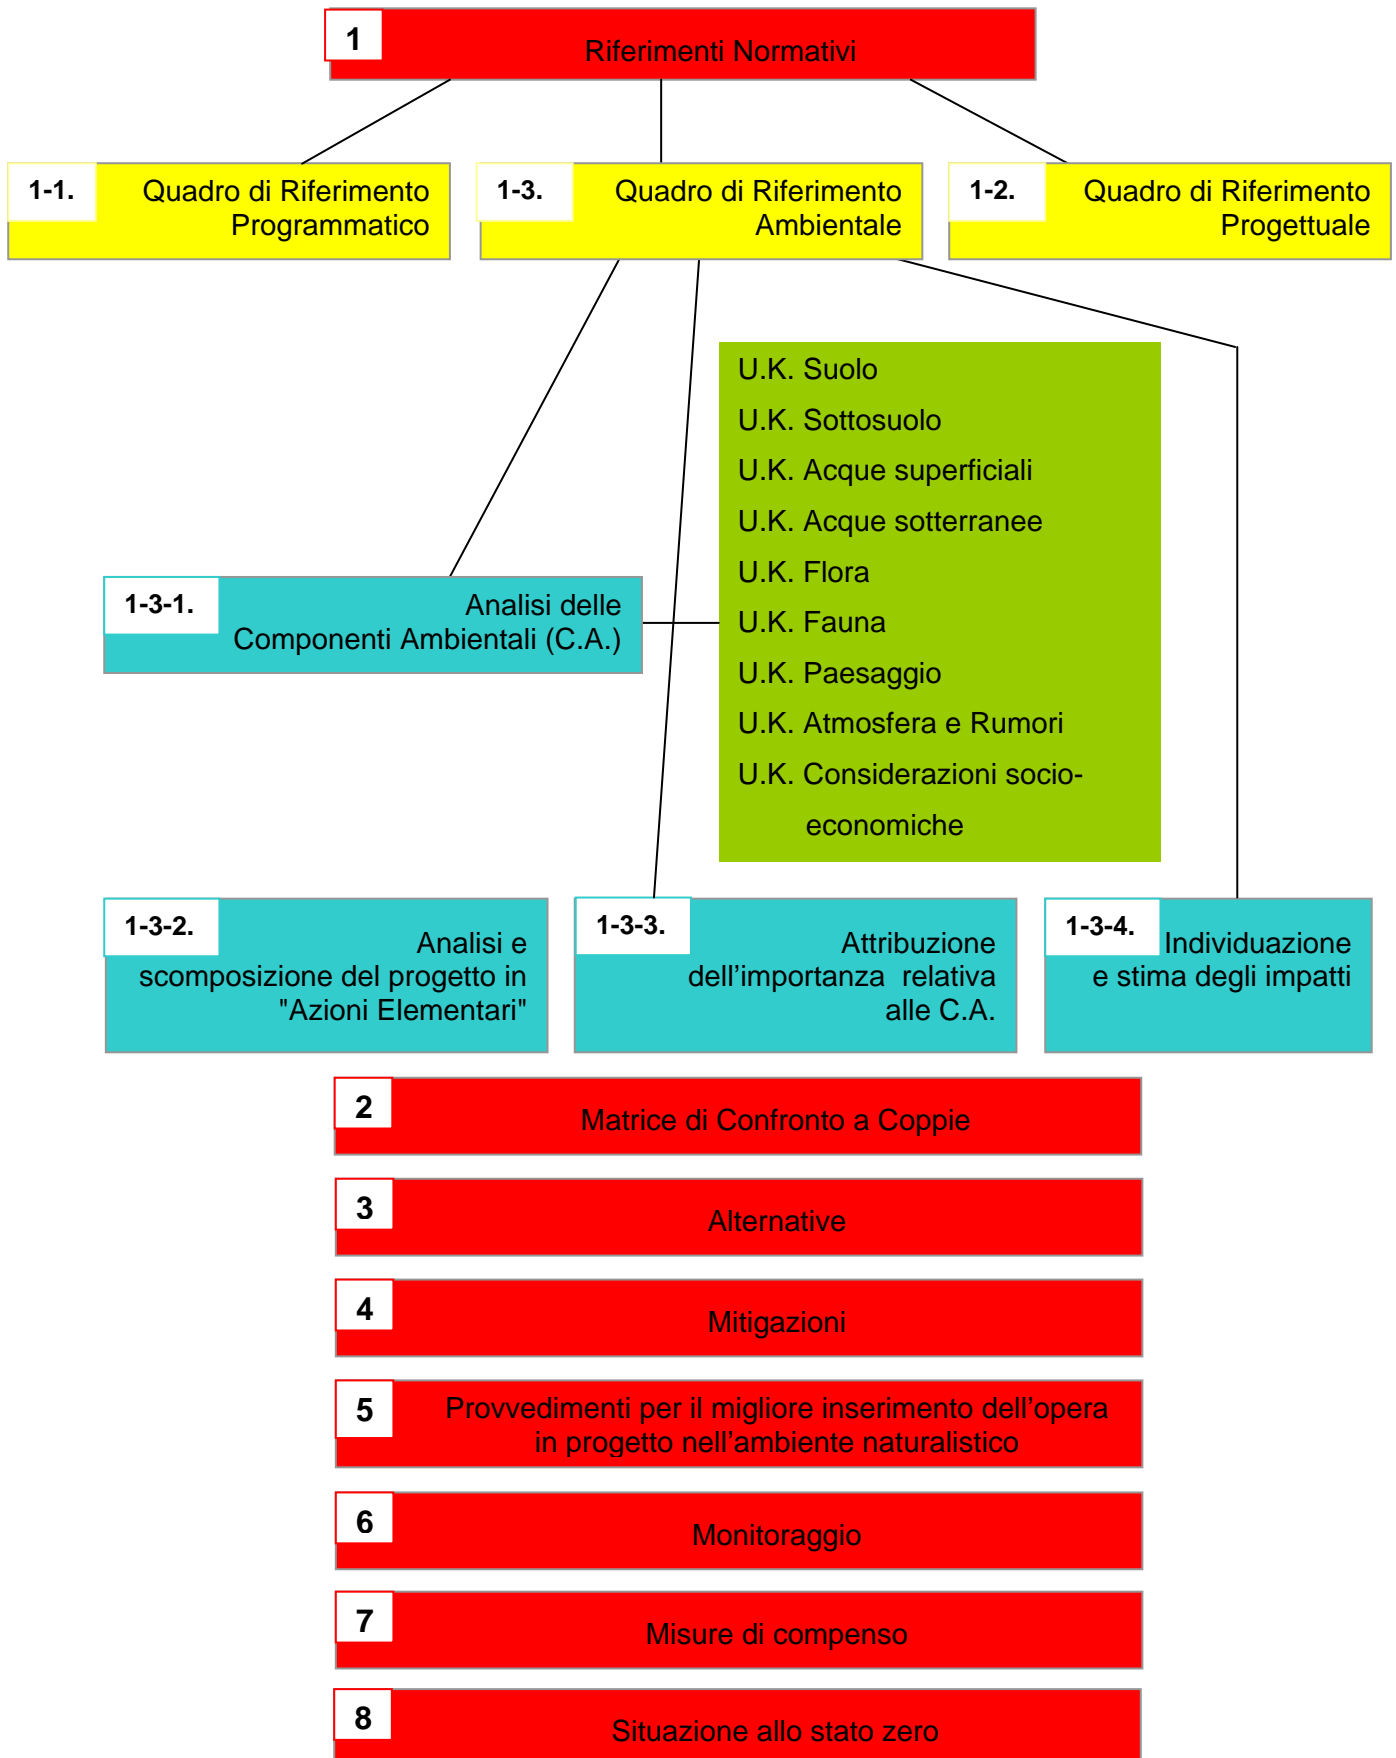 1
Riferimenti Normativi
1-1.
Quadro di Riferimento
Programmatico
1-3.
Quadro di Riferimento
Ambientale
1-2.
Quadro di Riferimento
Progettuale
U.K. Suolo
U.K. Sottosuolo
U.K. Acque superficiali
U.K. Acque sotterranee
U.K. Flora
U.K. Fauna
U.K. Paesaggio
U.K. Atmosfera e Rumori
U.K. Considerazioni socio-
economiche
1-3-1.
Analisi delle
Componenti Ambientali (C.A.)
1-3-2.
Analisi e
scomposizione del progetto in
"Azioni Elementari"
1-3-3.
Attribuzione
dell’importanza relativa
alle C.A.
1-3-4.
Individuazione
e stima degli impatti
2
Matrice di Confronto a Coppie
3
Alternative
4
Mitigazioni
5
Provvedimenti per il migliore inserimento dell’opera
in progetto nell’ambiente naturalistico
6
Monitoraggio
7
Misure di compenso
8
Situazione allo stato zero